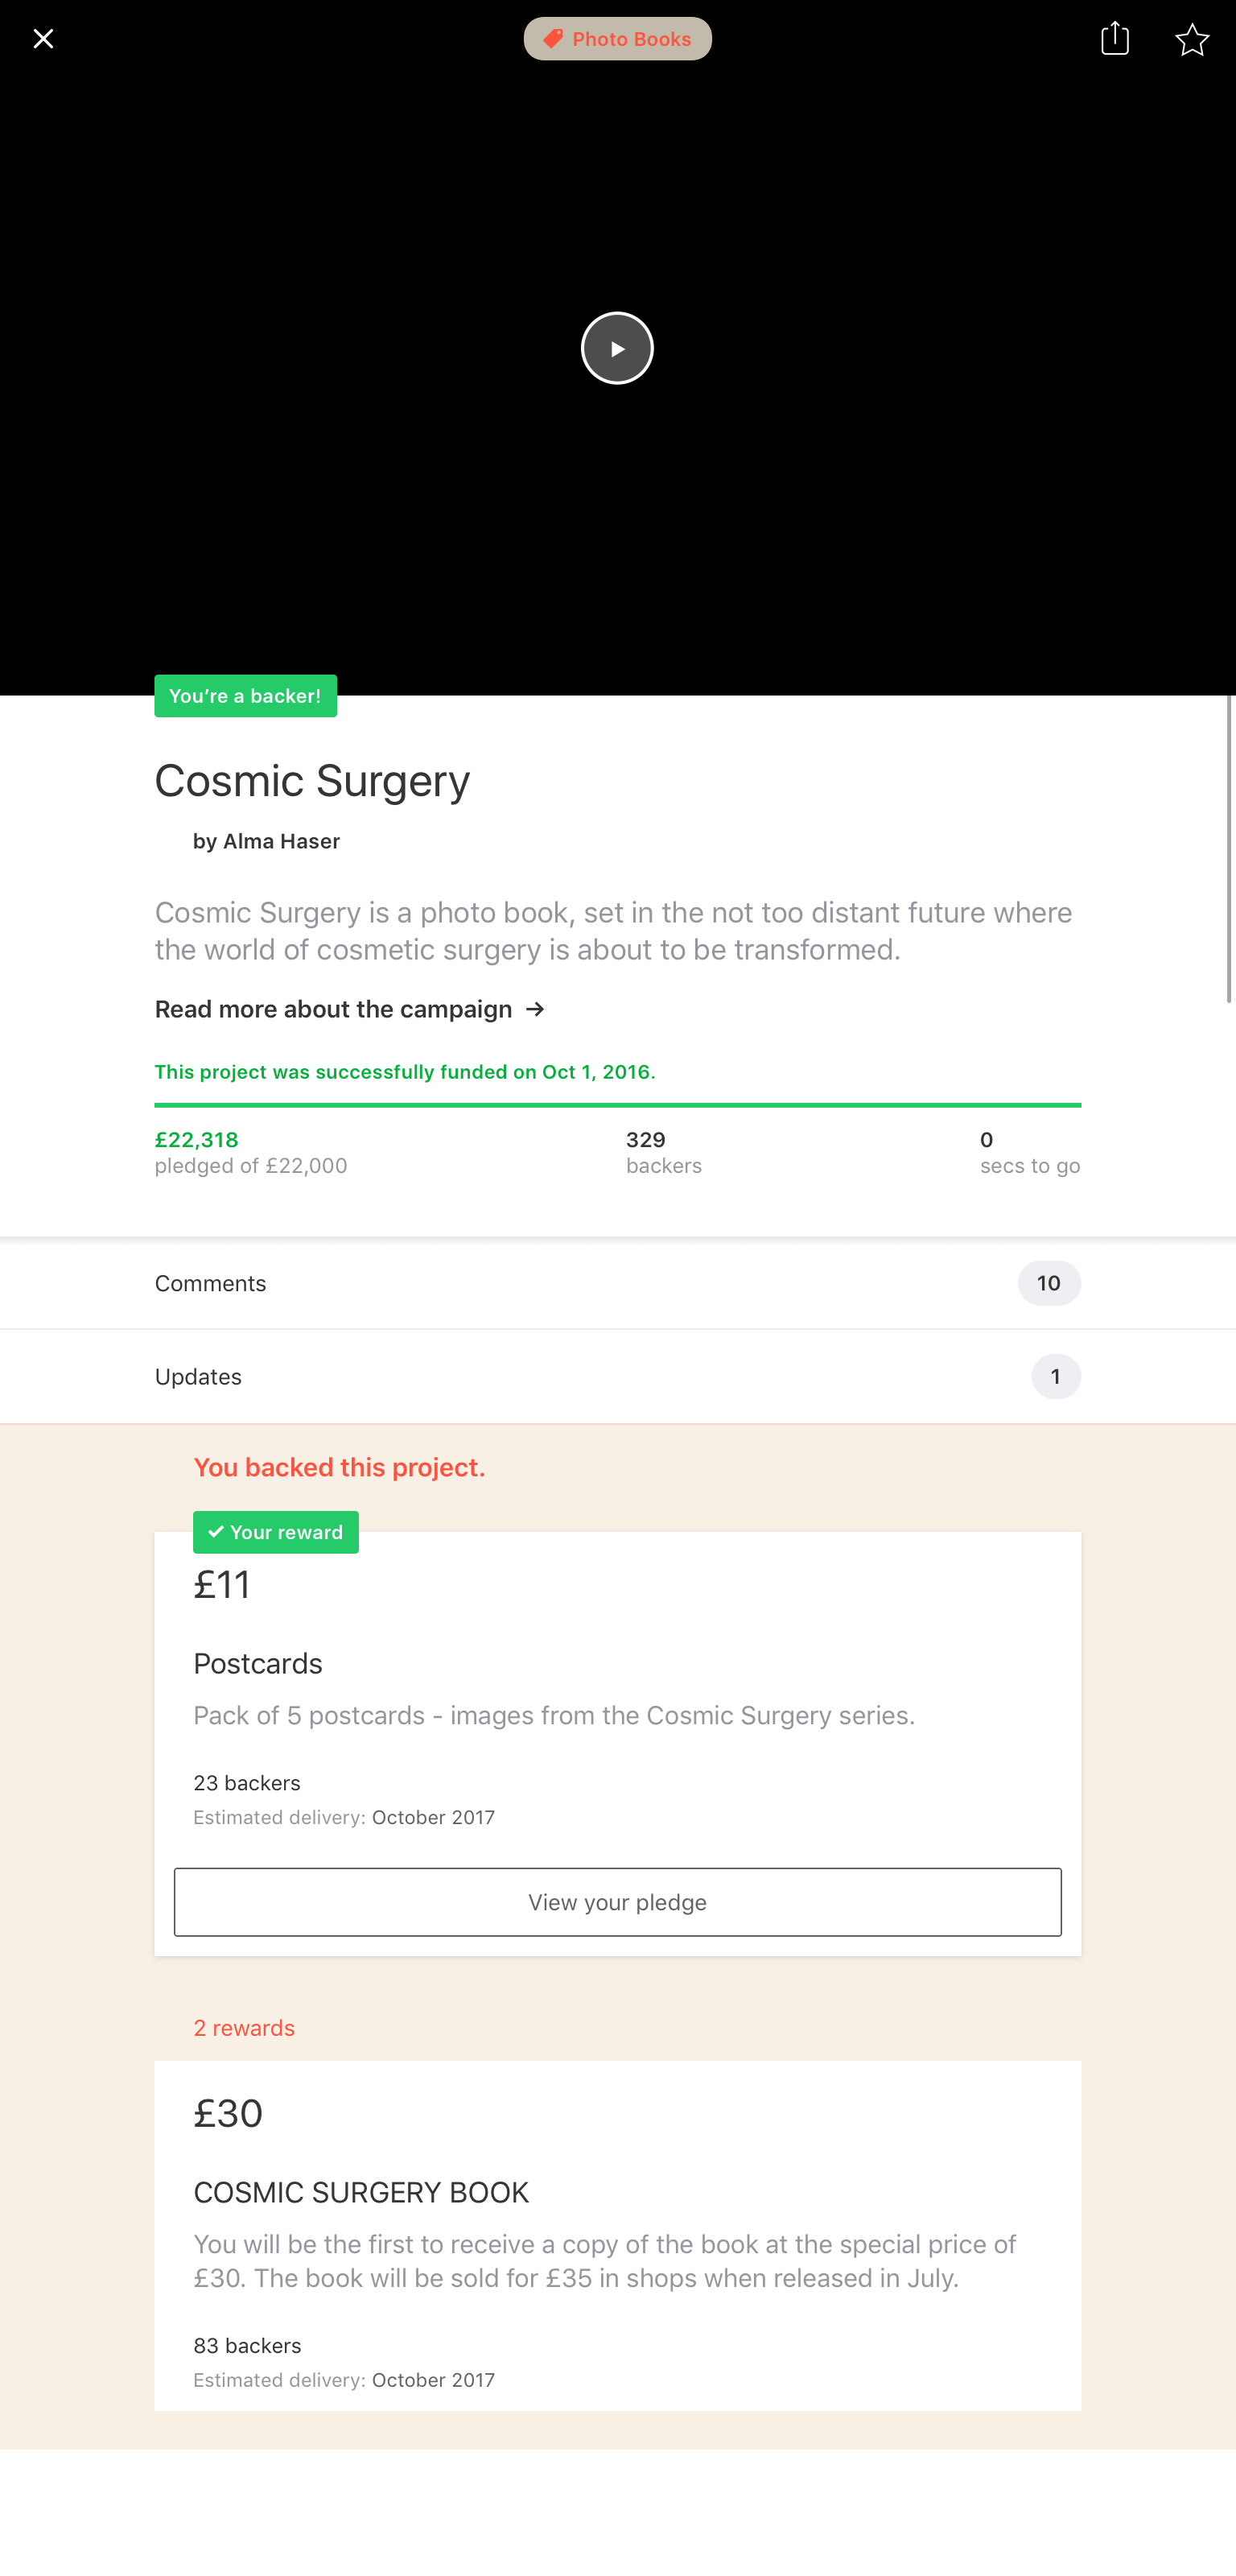 Photo Books
You’re a backer!
Cosmic Surgery
by Alma Haser
Cosmic Surgery is a photo book, set in the not too distant future where
the world of cosmetic surgery is about to be transformed.
Read more about the campaign →
This project was successfully funded on Oct 1, 2016.
£22,318
pledged of £22,000
329
backers
0
secs to go
Comments
10
Updates
1
You backed this project.
✓ Your reward
£11
Postcards
Pack of 5 postcards - images from the Cosmic Surgery series.
23 backers
Estimated delivery: October 2017
View your pledge
2 rewards
£30
COSMIC SURGERY BOOK
You will be the first to receive a copy of the book at the special price of
£30. The book will be sold for £35 in shops when released in July.
83 backers
Estimated delivery: October 2017